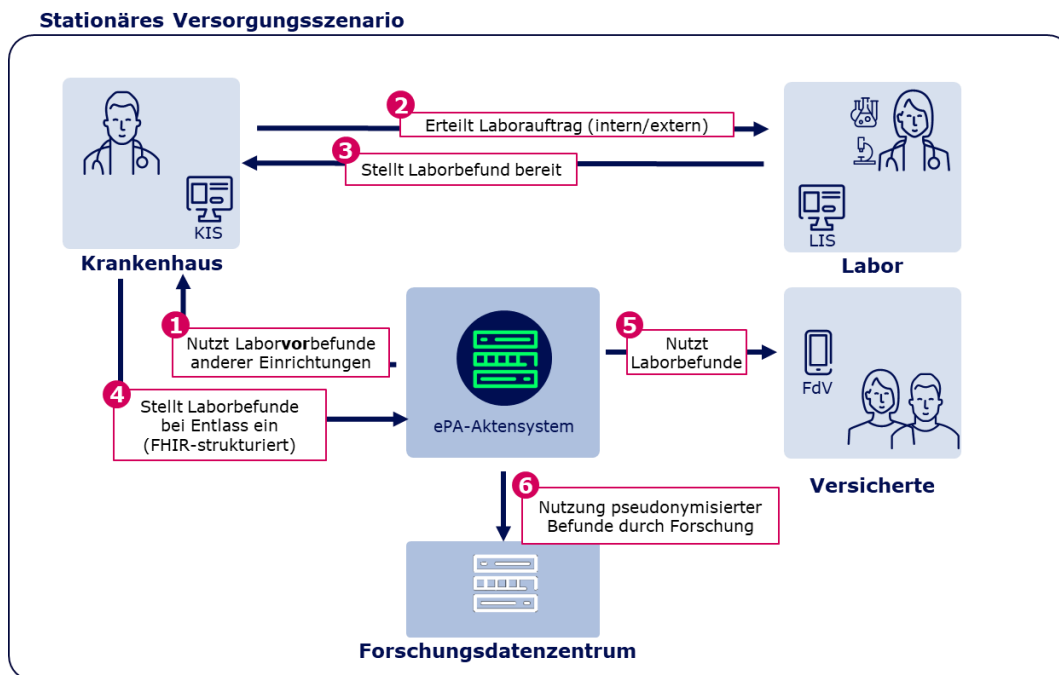 Stationäres Versorgungsszenario
2
Erteilt Laborauftrag (intern/extern)
3
Stellt Laborbefund bereit
KIS
LIS
Krankenhaus
Labor
1
Nutzt Laborvorbefunde
anderer Einrichtungen
5
Nutzt
Laborbefunde
FdV
4
Stellt Laborbefunde
bei Entlass ein
(FHIR-strukturiert)
ePA-Aktensystem
Versicherte
6
Nutzung pseudonymisierter
Befunde durch Forschung
Forschungsdatenzentrum